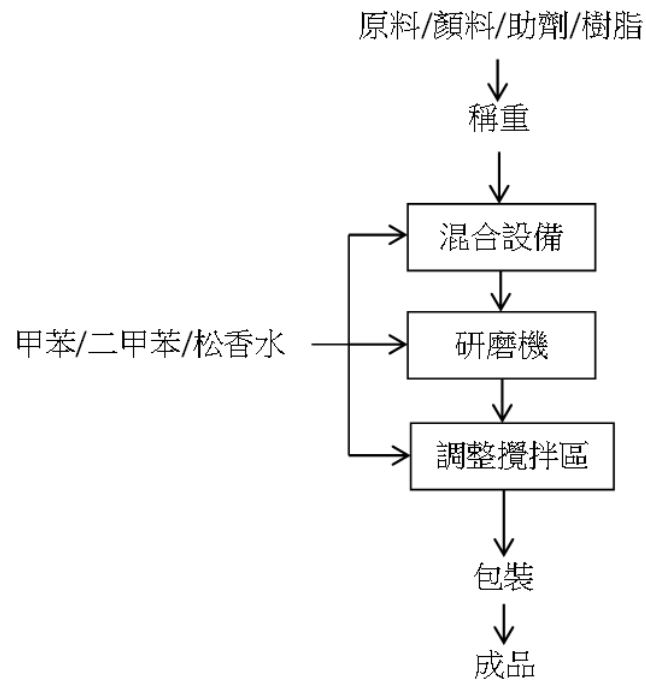 原料/顏料/助劑/樹脂
稱重
混合設備
甲苯/二甲苯/松香水
研磨機
調整攪拌區
包裝
成品